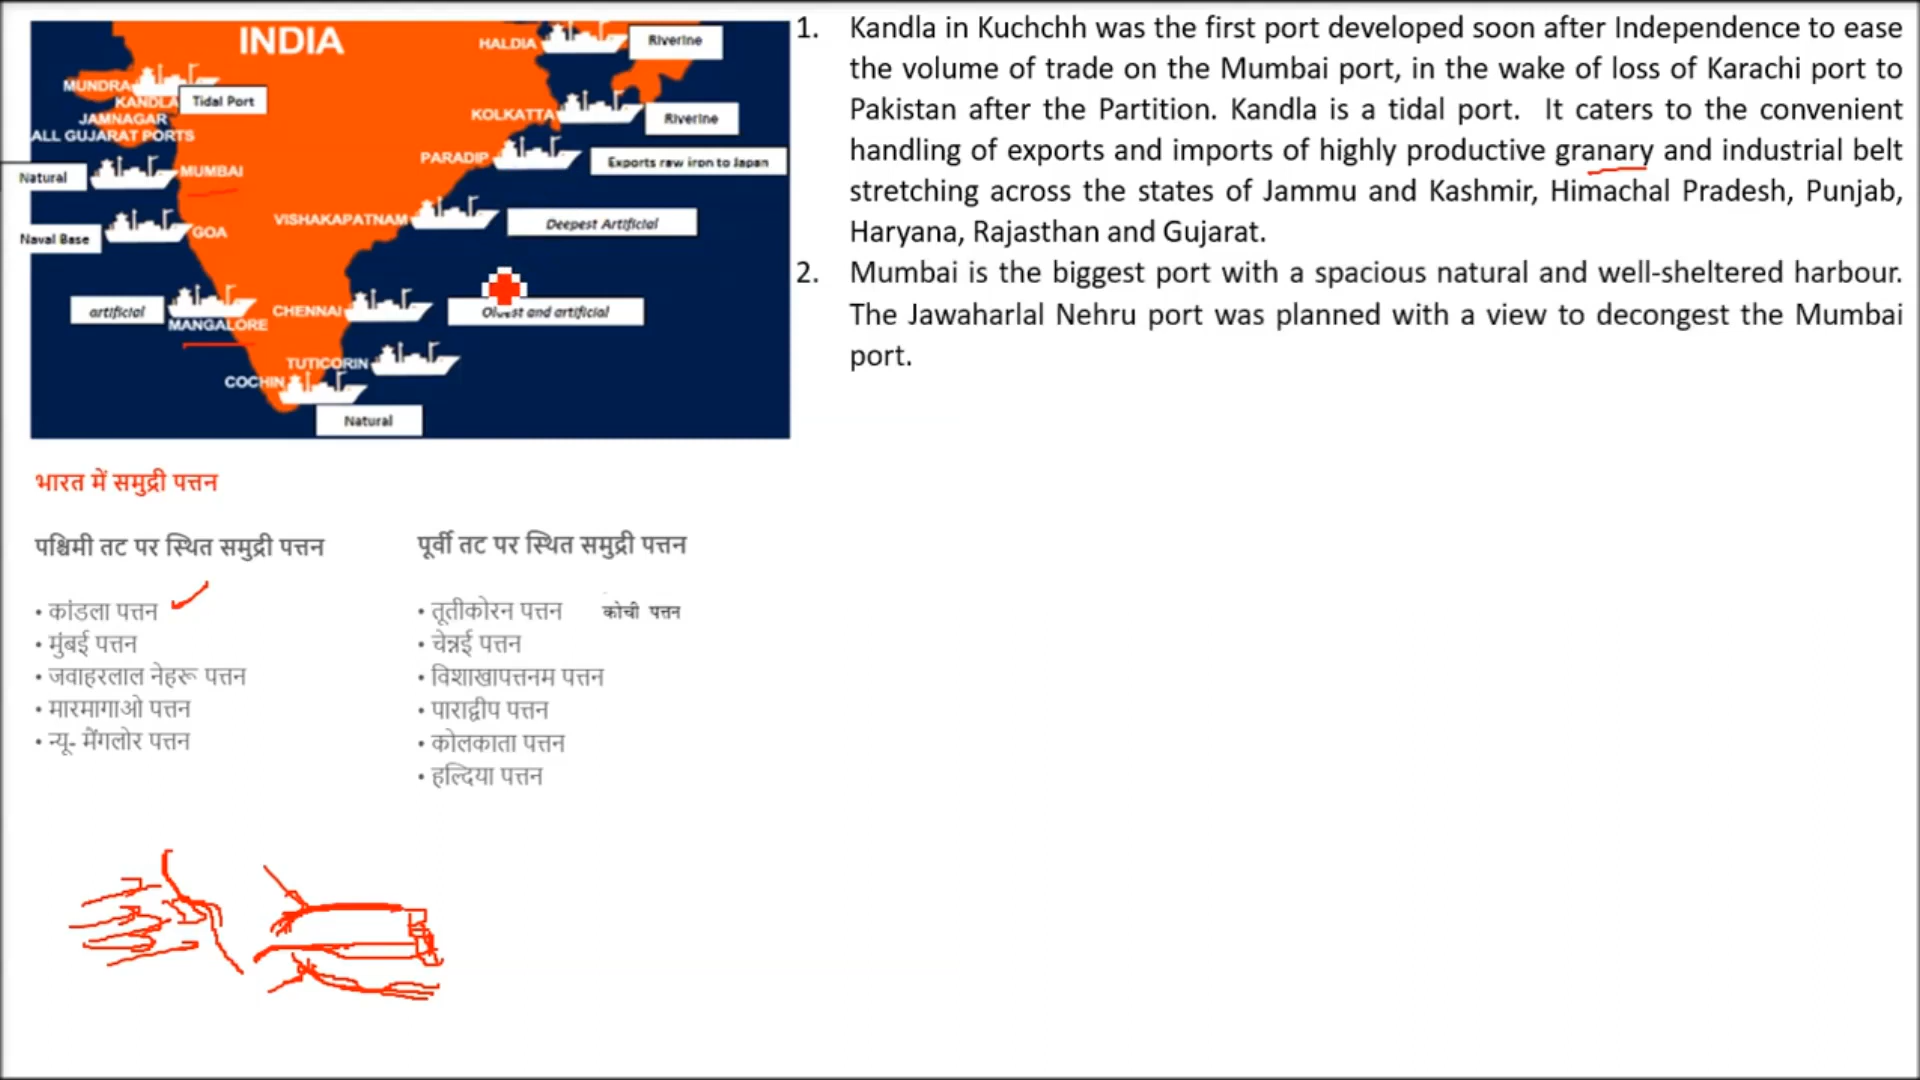 INDIA
HALDIA
Riverine
MUNDRA
KANDLA
Tidal Port
JAMNAGAR
ALL GUJARAT PORTS
KOLKATTA
Riverine
PARADIP
Exports raw iron to Japan
Natural
MUMBAI
VISHAKAPATNAM
Deepest Artificial
Naval Base
GOA
artificial
MANGALORE
CHENNAI
Oldest and artificial
TUTICORIN
COCHIN
Natural
1. Kandla in Kuchchh was the first port developed soon after Independence to ease
the volume of trade on the Mumbai port, in the wake of loss of Karachi port to
Pakistan after the Partition. Kandla is a tidal port. It caters to the convenient
handling of exports and imports of highly productive granary and industrial belt
stretching across the states of Jammu and Kashmir, Himachal Pradesh, Punjab,
Haryana, Rajasthan and Gujarat.
2. Mumbai is the biggest port with a spacious natural and well-sheltered harbour.
The Jawaharlal Nehru port was planned with a view to decongest the Mumbai
port.
भारत में समुद्री पत्तन
पश्चिमी तट पर स्थित समुद्री पत्तन
• कांडला पत्तन
• मुंबई पत्तन
• जवाहरलाल नेहरू पत्तन
• मारमागाओ पत्तन
• न्यू- मैंगलोर पत्तन
पूर्वी तट पर स्थित समुद्री पत्तन
• तूतीकोरन पत्तन कोची पत्तन
• चेन्नई पत्तन
• विशाखापत्तनम पत्तन
• पाराद्वीप पत्तन
• कोलकाता पत्तन
• हल्दिया पत्तन